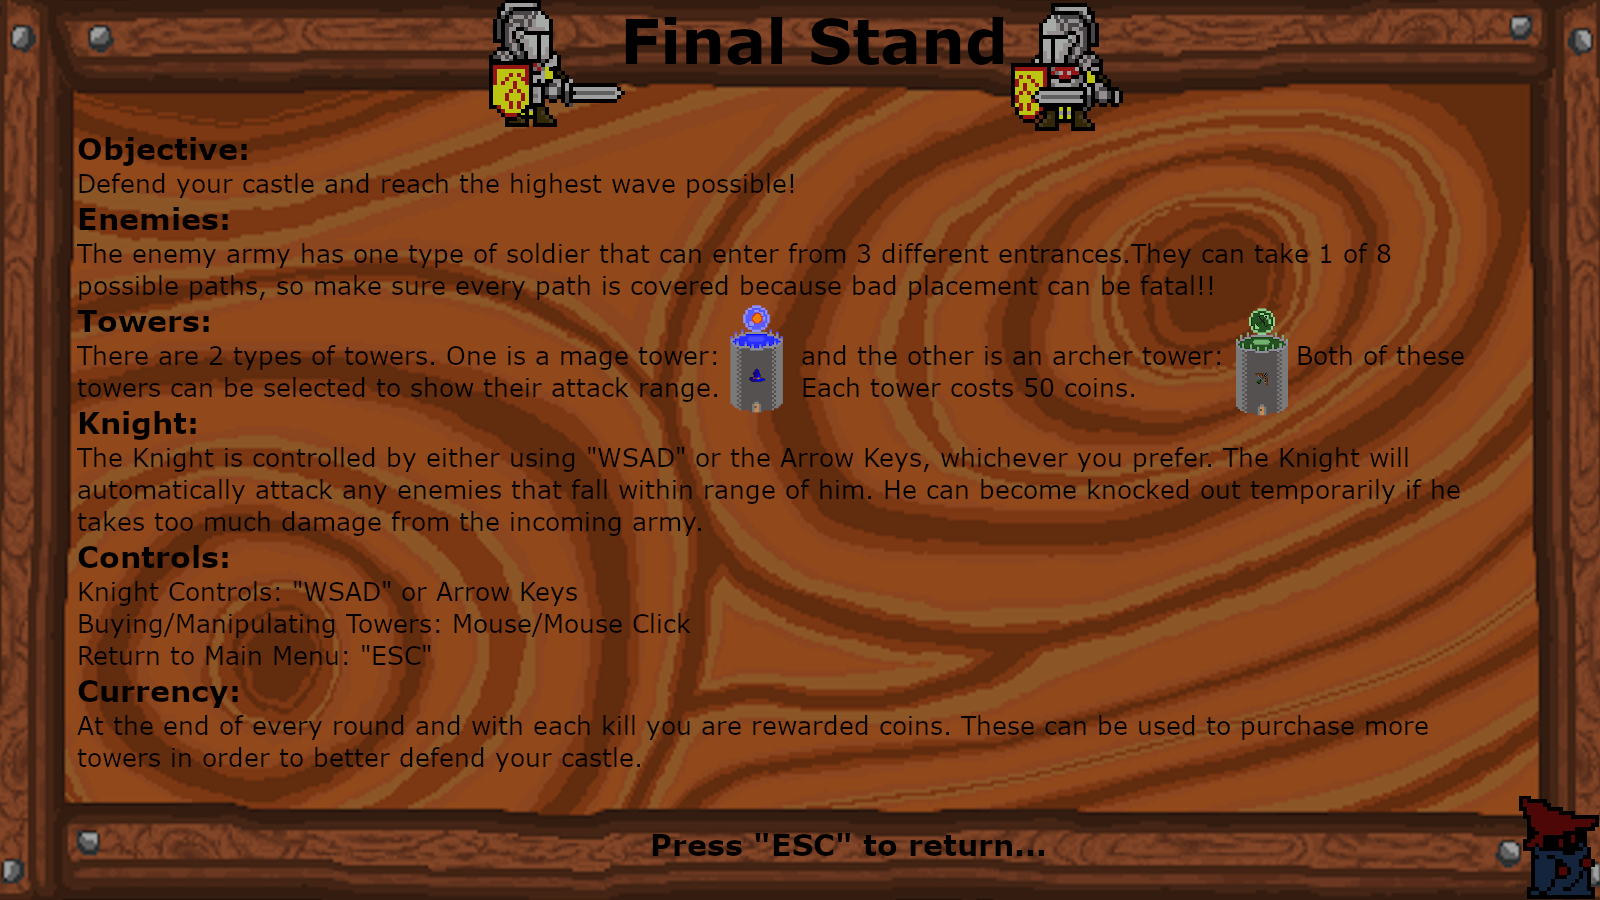 Final Stand
Objective:
Defend your castle and reach the highest wave possible!
Enemies:
The enemy army has one type of soldier that can enter from 3 different entrances.They can take 1 of 8
possible paths, so make sure every path is covered because bad placement can be fatal!!
Towers:
There are 2 types of towers. One is a mage tower: and the other is an archer tower: Both of these
towers can be selected to show their attack range. Each tower costs 50 coins.
Knight:
The Knight is controlled by either using "WSAD" or the Arrow Keys, whichever you prefer. The Knight will
automatically attack any enemies that fall within range of him. He can become knocked out temporarily if he
takes too much damage from the incoming army.
Controls:
Knight Controls: "WSAD" or Arrow Keys
Buying/Manipulating Towers: Mouse/Mouse Click
Return to Main Menu: "ESC"
Currency:
At the end of every round and with each kill you are rewarded coins. These can be used to purchase more
towers in order to better defend your castle.
Press "ESC" to return...